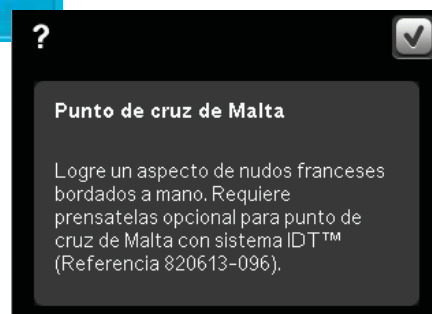 ?
Punto de cruz de Malta
Logre un aspecto de nudos franceses
bordados a mano. Requiere
prensatelas opcional para punto de
cruz de Malta con sistema IDT™
(Referencia 820613-096).